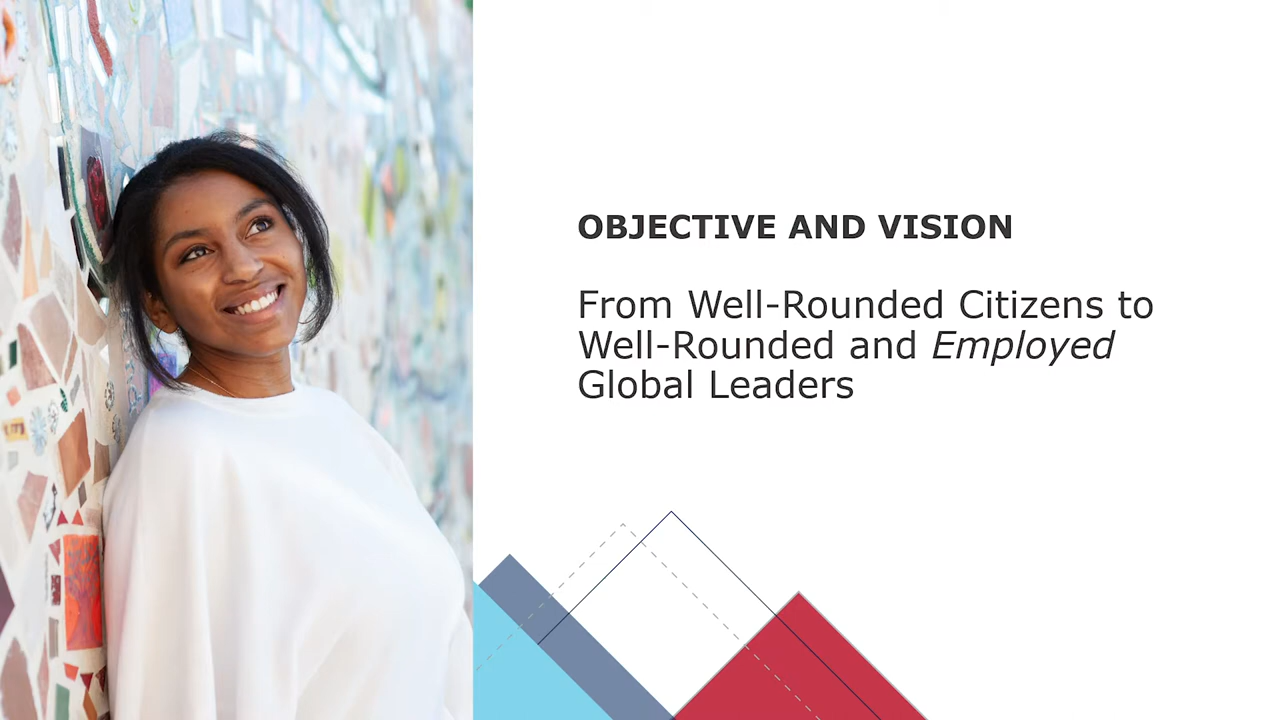 OBJECTIVE AND VISION
From Well-Rounded Citizens to
Well-Rounded and Employed
Global Leaders